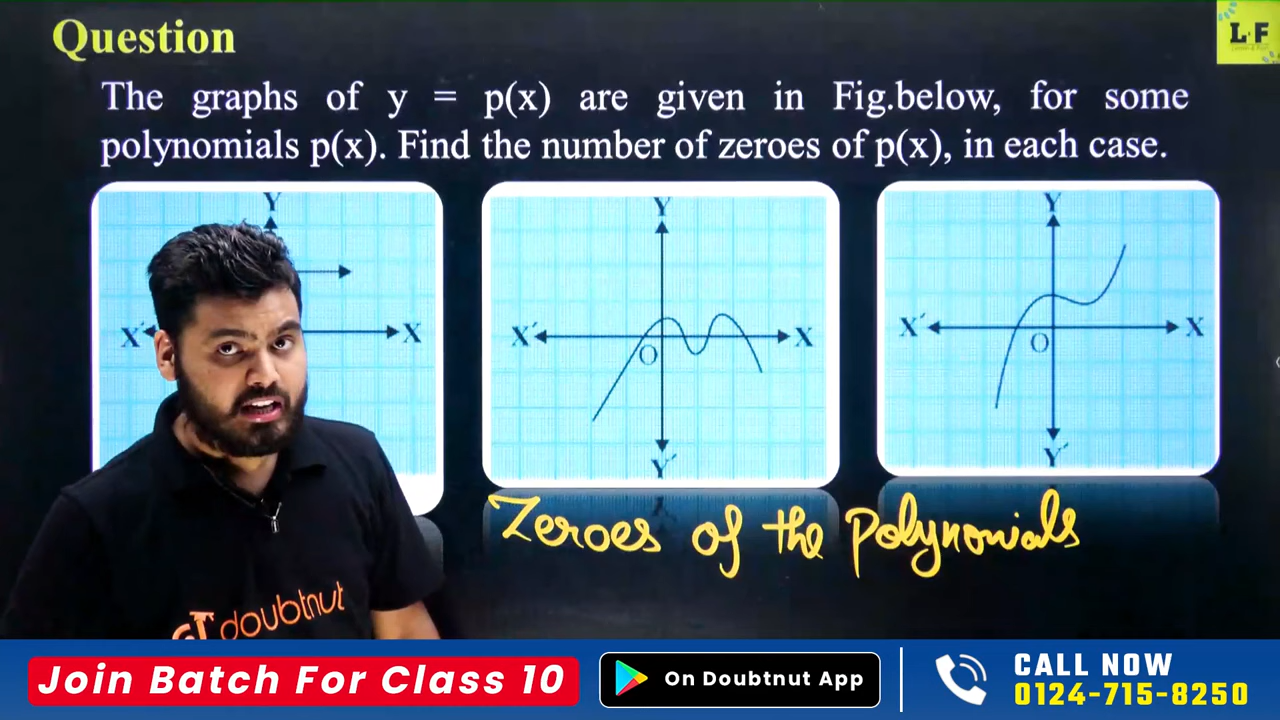 Question
L.F
The graphs of y = p(x) are given in Fig.below, for some
polynomials p(x). Find the number of zeroes of p(x), in each case.
Y
X′
X
Y
X′
O
X
Y′
Y
X′
O
X
Y′
Zeroes of the Polynomials
doubtnut
Join Batch For Class 10
On Doubtnut App
CALL NOW
0124-715-8250